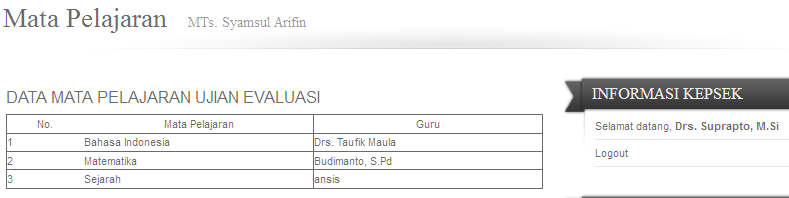 Mata Pelajaran MTs. Syamsul Arifin
DATA MATA PELAJARAN UJIAN EVALUASI
No. Mata Pelajaran Guru
1 Bahasa Indonesia Drs. Taufik Maula
2 Matematika Budimanto, S.Pd
3 Sejarah ansis
INFORMASI KEPSEK
Selamat datang, Drs. Suprapto, M.Si
Logout